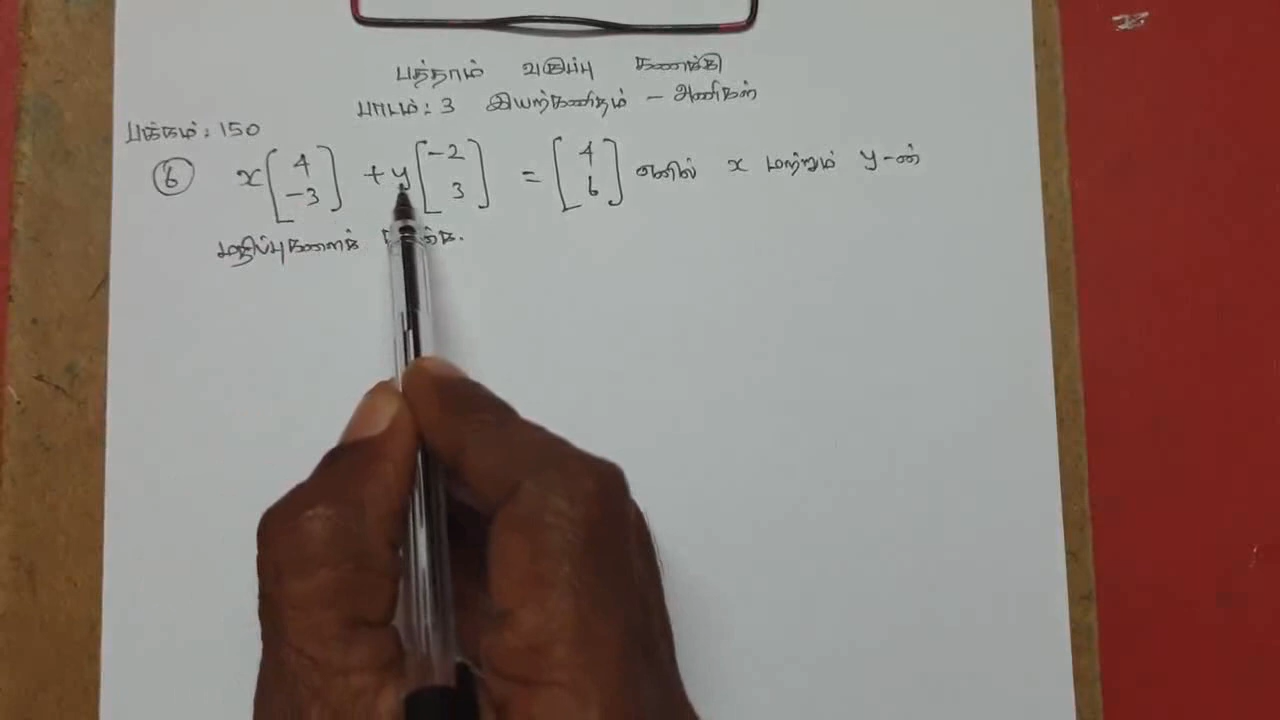 பத்தாம் வகுப்பு கணக்கு
பாடம் : 3 இயற்கணிதம் - அணிகள்
பக்கம் : 150
6 x [4 -3] + y [-2 3] = [4 6] எனில் x மற்றும் y-ன்
மதிப்புகளைக்